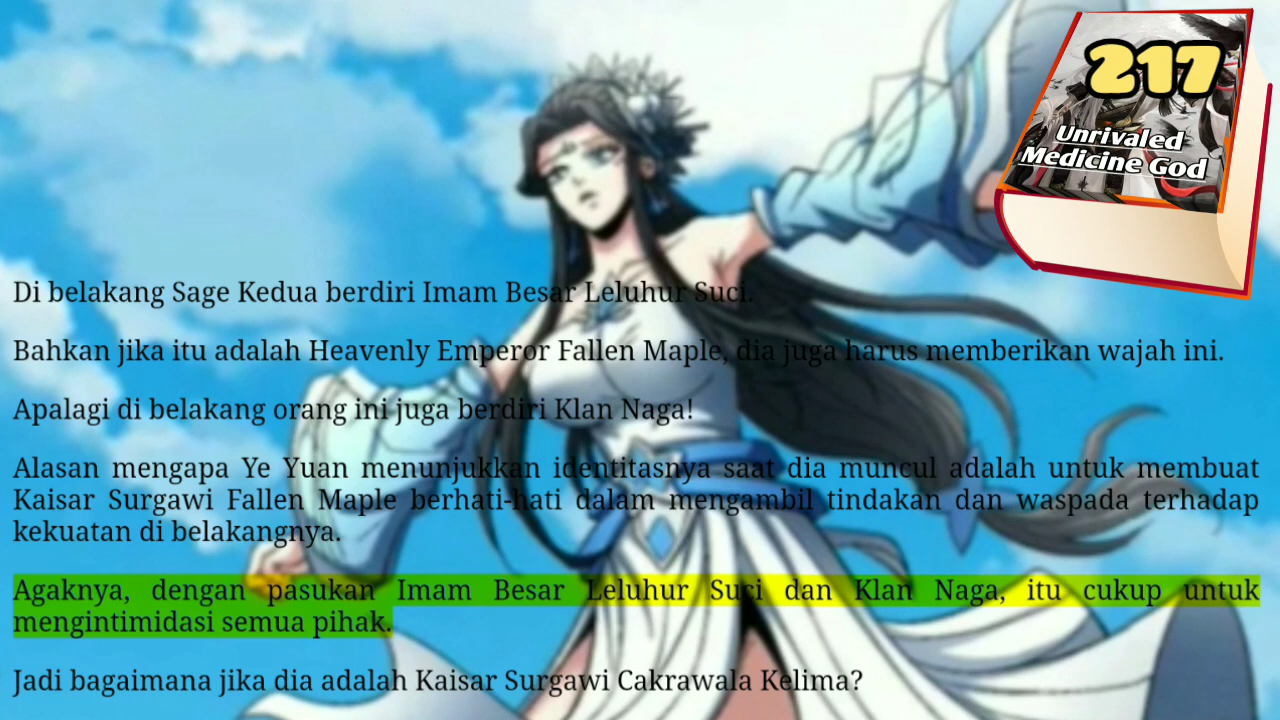 217
Unrivaled
Medicine God
Di belakang Sage Kedua berdiri Imam Besar Leluhur Suci.
Bahkan jika itu adalah Heavenly Emperor Fallen Maple, dia juga harus memberikan wajah ini.
Apalagi di belakang orang ini juga berdiri Klan Naga!
Alasan mengapa Ye Yuan menunjukkan identitasnya saat dia muncul adalah untuk membuat
Kaisar Surgawi Fallen Maple berhati-hati dalam mengambil tindakan dan waspada terhadap
kekuatan di belakangnya.
Agaknya, dengan pasukan Imam Besar Leluhur Suci dan Klan Naga, itu cukup untuk
mengintimidasi semua pihak.
Jadi bagaimana jika dia adalah Kaisar Surgawi Cakrawala Kelima?